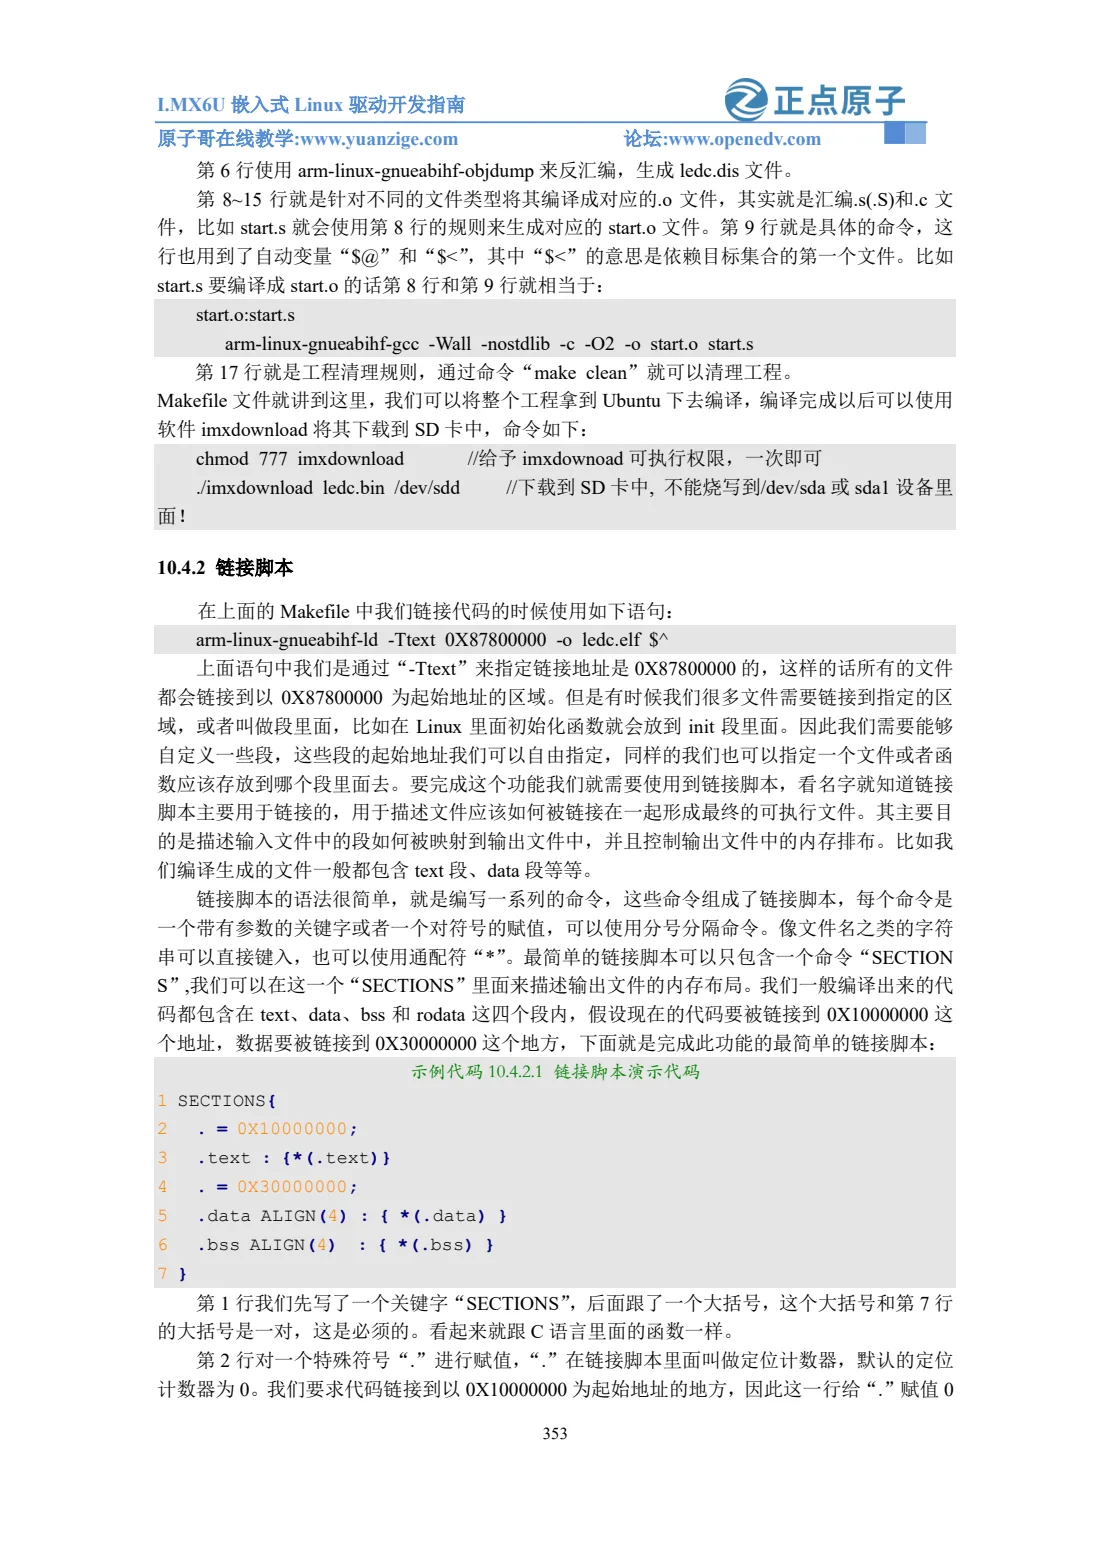 I.MX6U 嵌入式 Linux 驱动开发指南
正点原子
原子哥在线教学:www.yuanzige.com 论坛:www.openedv.com
第 6 行使用 arm-linux-gnueabihf-objdump 来反汇编，生成 ledc.dis 文件。
第 8~15 行就是针对不同的文件类型将其编译成对应的.o 文件，其实就是汇编.s(.S)和.c 文
件，比如 start.s 就会使用第 8 行的规则来生成对应的 start.o 文件。第 9 行就是具体的命令，这
行也用到了自动变量“$@”和“$<”，其中“$<”的意思是依赖目标集合的第一个文件。比如
start.s 要编译成 start.o 的话第 8 行和第 9 行就相当于：
start.o:start.s
arm-linux-gnueabihf-gcc -Wall -nostdlib -c -O2 -o start.o start.s
第 17 行就是工程清理规则，通过命令“make clean”就可以清理工程。
Makefile 文件就讲到这里，我们可以将整个工程拿到 Ubuntu 下去编译，编译完成以后可以使用
软件 imxdownload 将其下载到 SD 卡中，命令如下：
chmod 777 imxdownload //给予 imxdownoad 可执行权限，一次即可
./imxdownload ledc.bin /dev/sdd //下载到 SD 卡中，不能烧写到/dev/sda 或 sda1 设备里
面！
10.4.2 链接脚本
在上面的 Makefile 中我们链接代码的时候使用如下语句：
arm-linux-gnueabihf-ld -Ttext 0X87800000 -o ledc.elf $^
上面语句中我们是通过“-Ttext”来指定链接地址是 0X87800000 的，这样的话所有的文件
都会链接到以 0X87800000 为起始地址的区域。但是有时候我们很多文件需要链接到指定的区
域，或者叫做段里面，比如在 Linux 里面初始化函数就会放到 init 段里面。因此我们需要能够
自定义一些段，这些段的起始地址我们可以自由指定，同样的我们也可以指定一个文件或者函
数应该存放到哪个段里面去。要完成这个功能我们就需要使用到链接脚本，看名字就知道链接
脚本主要用于链接的，用于描述文件应该如何被链接在一起形成最终的可执行文件。其主要目
的是描述输入文件中的段如何被映射到输出文件中，并且控制输出文件中的内存排布。比如我
们编译生成的文件一般都包含 text 段、data 段等等。
链接脚本的语法很简单，就是编写一系列的命令，这些命令组成了链接脚本，每个命令是
一个带有参数的关键字或者一个对符号的赋值，可以使用分号分隔命令。像文件名之类的字符
串可以直接键入，也可以使用通配符“*”。最简单的链接脚本可以只包含一个命令“SECTION
S”,我们可以在这一个“SECTIONS”里面来描述输出文件的内存布局。我们一般编译出来的代
码都包含在 text、data、bss 和 rodata 这四个段内，假设现在的代码要被链接到 0X10000000 这
个地址，数据要被链接到 0X30000000 这个地方，下面就是完成此功能的最简单的链接脚本：
示例代码 10.4.2.1 链接脚本演示代码
1 SECTIONS{
2 . = 0X10000000;
3 .text : {*(.text)}
4 . = 0X30000000;
5 .data ALIGN(4) : { *(.data) }
6 .bss ALIGN(4) : { *(.bss) }
7 }
第 1 行我们先写了一个关键字“SECTIONS”，后面跟了一个大括号，这个大括号和第 7 行
的大括号是一对，这是必须的。看起来就跟 C 语言里面的函数一样。
第 2 行对一个特殊符号“.”进行赋值，“.”在链接脚本里面叫做定位计数器，默认的定位
计数器为 0。我们要求代码链接到以 0X10000000 为起始地址的地方，因此这一行给“.”赋值 0
353